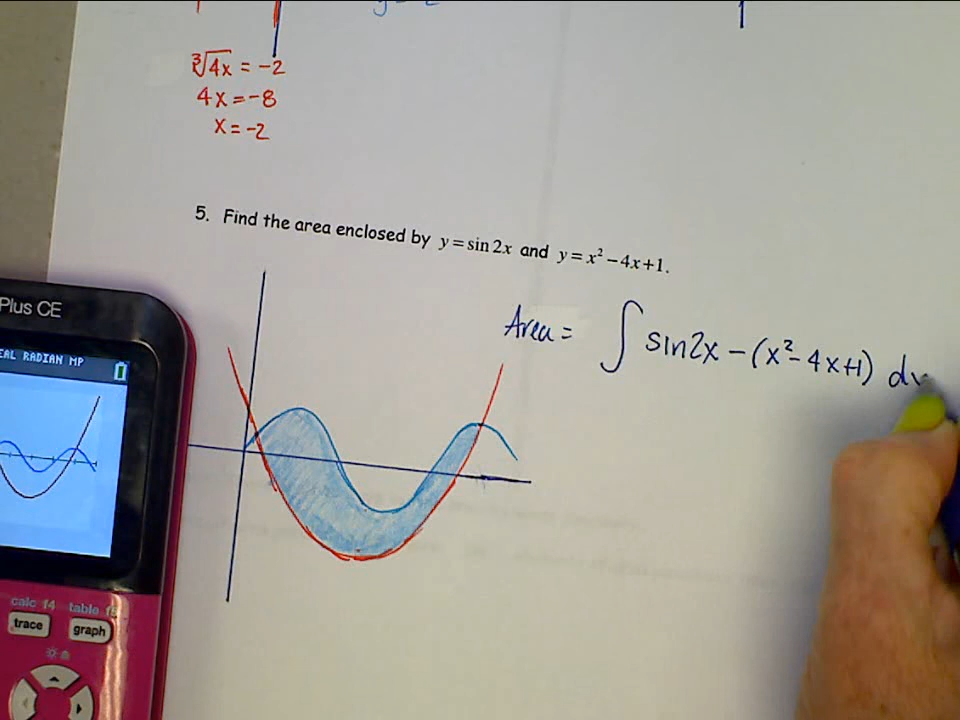 ∛4x = -2
4x = -8
x = -2
5. Find the area enclosed by y = sin 2x and y = x² - 4x + 1.
Area = ∫ sin2x - (x² - 4x + 1)
Plus CE
RADIAN MP
calc f4 table f5
trace graph